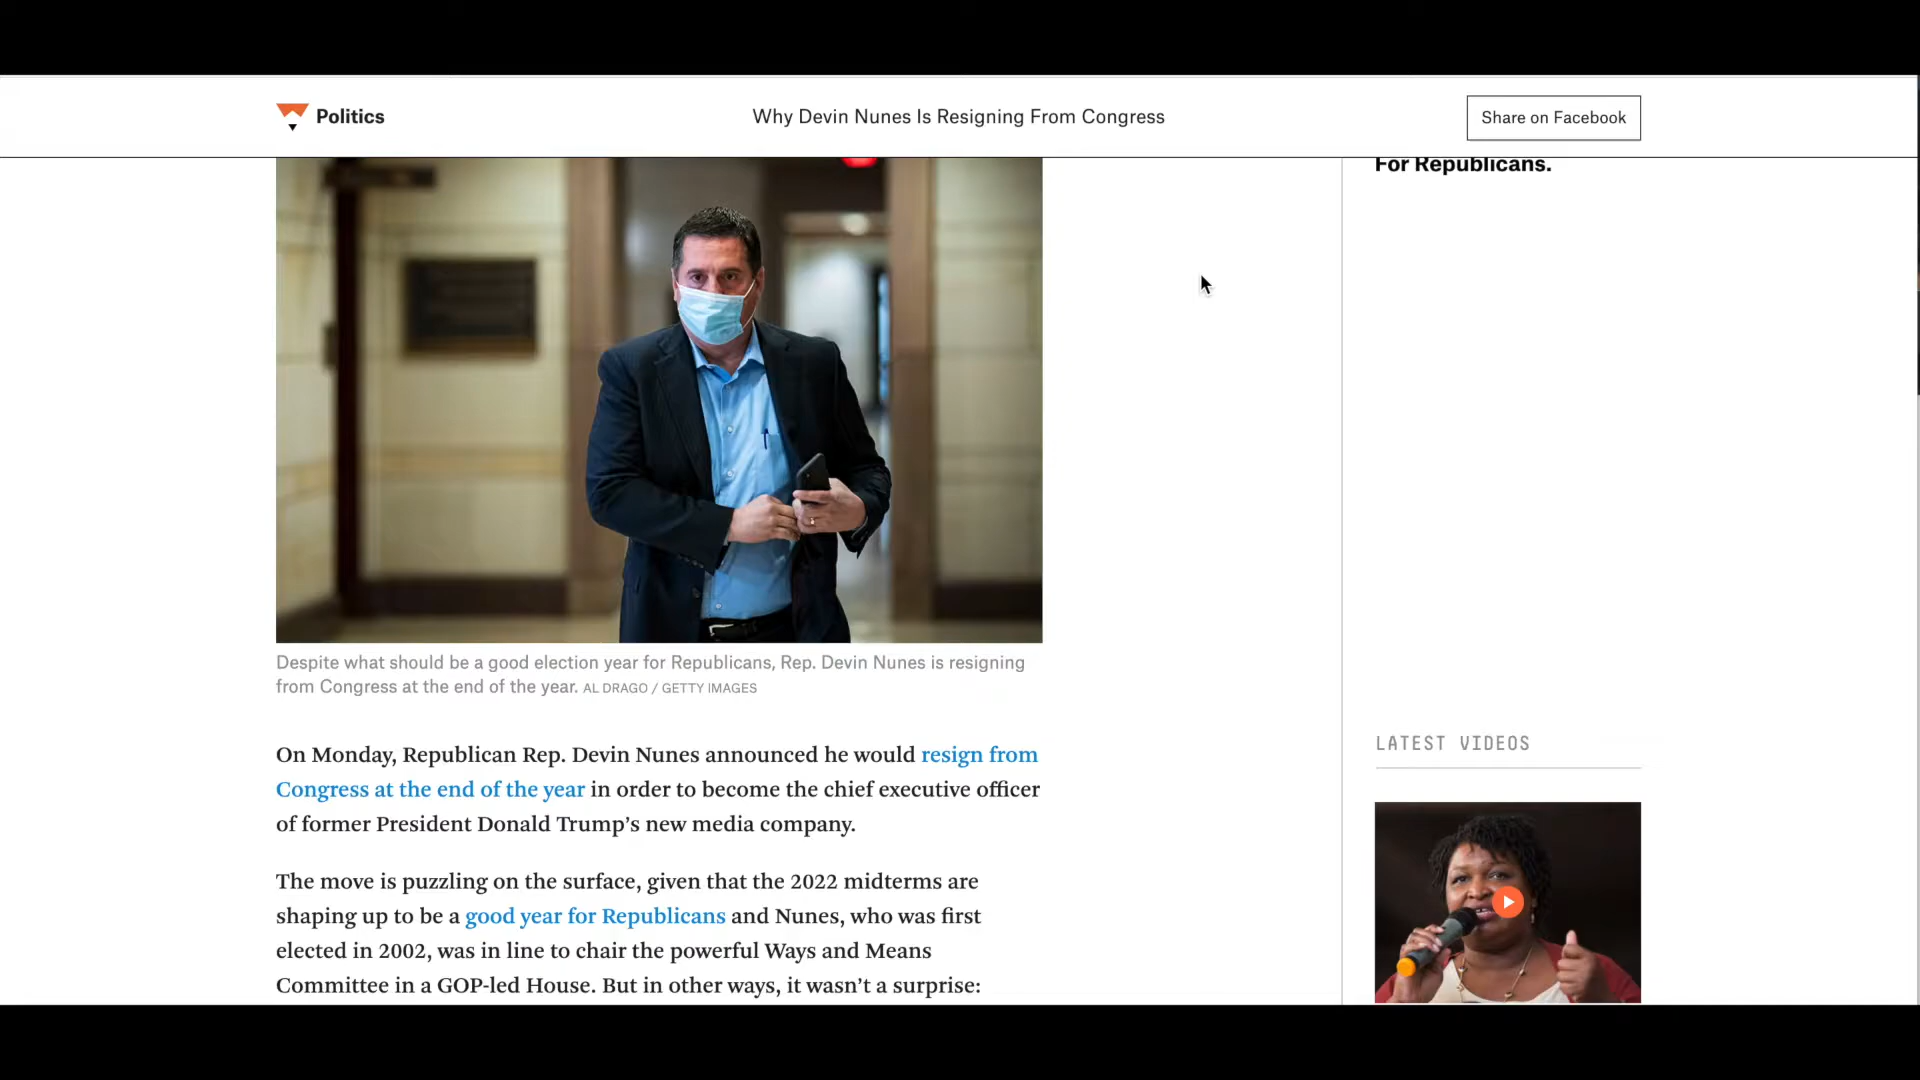 Politics
Why Devin Nunes Is Resigning From Congress
Share on Facebook
For Republicans.
Despite what should be a good election year for Republicans, Rep. Devin Nunes is resigning
from Congress at the end of the year. AL DRAGO / GETTY IMAGES
On Monday, Republican Rep. Devin Nunes announced he would resign from
Congress at the end of the year in order to become the chief executive officer
of former President Donald Trump’s new media company.
The move is puzzling on the surface, given that the 2022 midterms are
shaping up to be a good year for Republicans and Nunes, who was first
elected in 2002, was in line to chair the powerful Ways and Means
Committee in a GOP-led House. But in other ways, it wasn’t a surprise:
LATEST VIDEOS